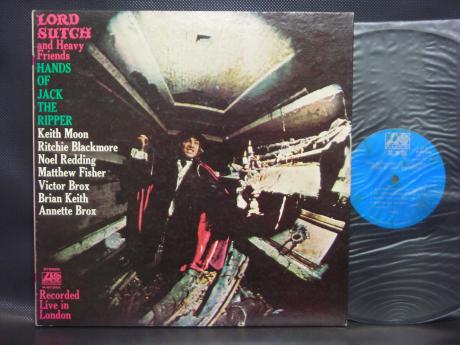 LORD
SUTCH
and Heavy
Friends
HANDS
OF
JACK
THE
RIPPER
Keith Moon
Ritchie Blackmore
Noel Redding
Matthew Fisher
Victor Brox
Brian Keith
Annette Brox
STEREO
Recorded
Live in
London